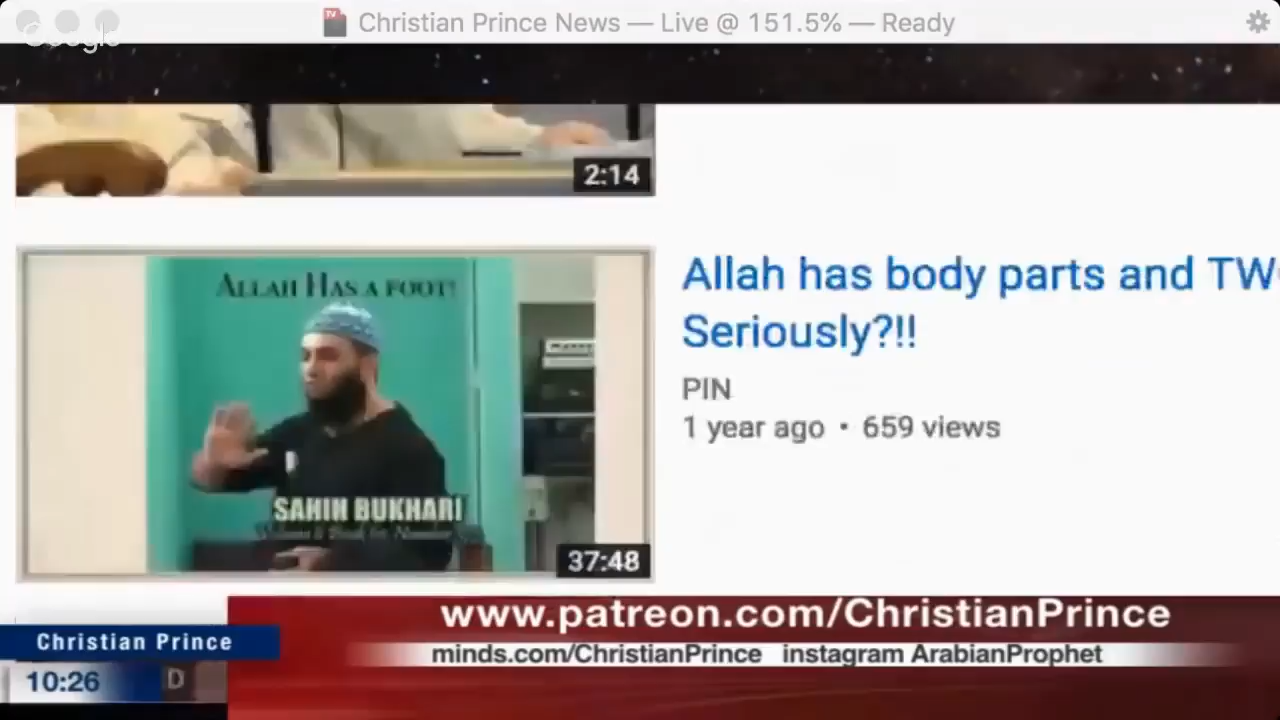 Christian Prince News — Live @ 151.5% — Ready
Google
2:14
ALLAH HAS A FOOT!
SAHIH BUKHARI
37:48
Allah has body parts and TW
Seriously?!!
PIN
1 year ago • 659 views
www.patreon.com/ChristianPrince
Christian Prince
minds.com/ChristianPrince instagram ArabianProphet
10:26
D